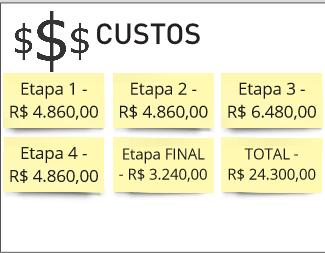 $$$ CUSTOS
Etapa 1 -
R$ 4.860,00
Etapa 2 -
R$ 4.860,00
Etapa 3 -
R$ 6.480,00
Etapa 4 -
R$ 4.860,00
Etapa FINAL
- R$ 3.240,00
TOTAL -
R$ 24.300,00